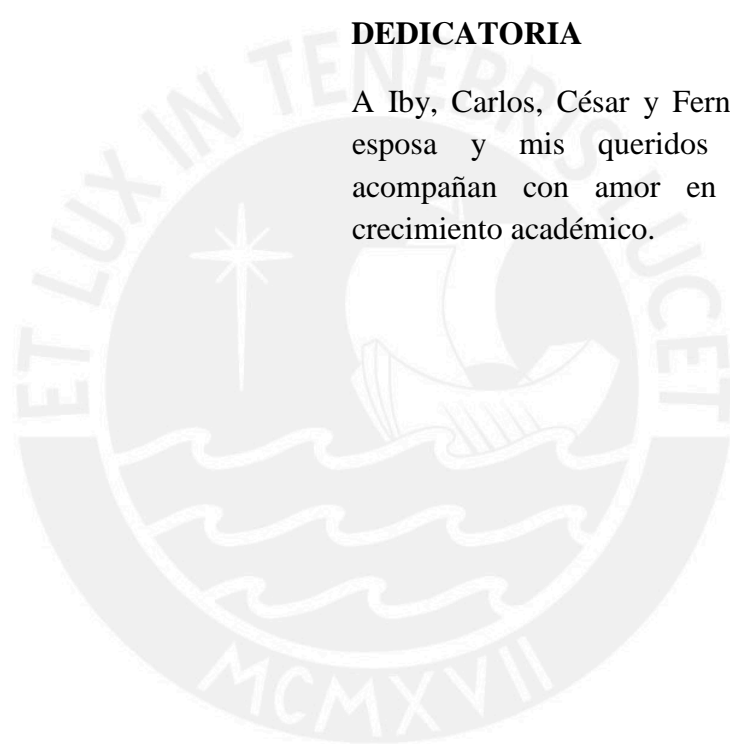 DEDICATORIA
A Iby, Carlos, César y Fern
esposa y mis queridos
acompañan con amor en
crecimiento académico.
ET LUX IN TENEBRIS LUCET
MCMXVII